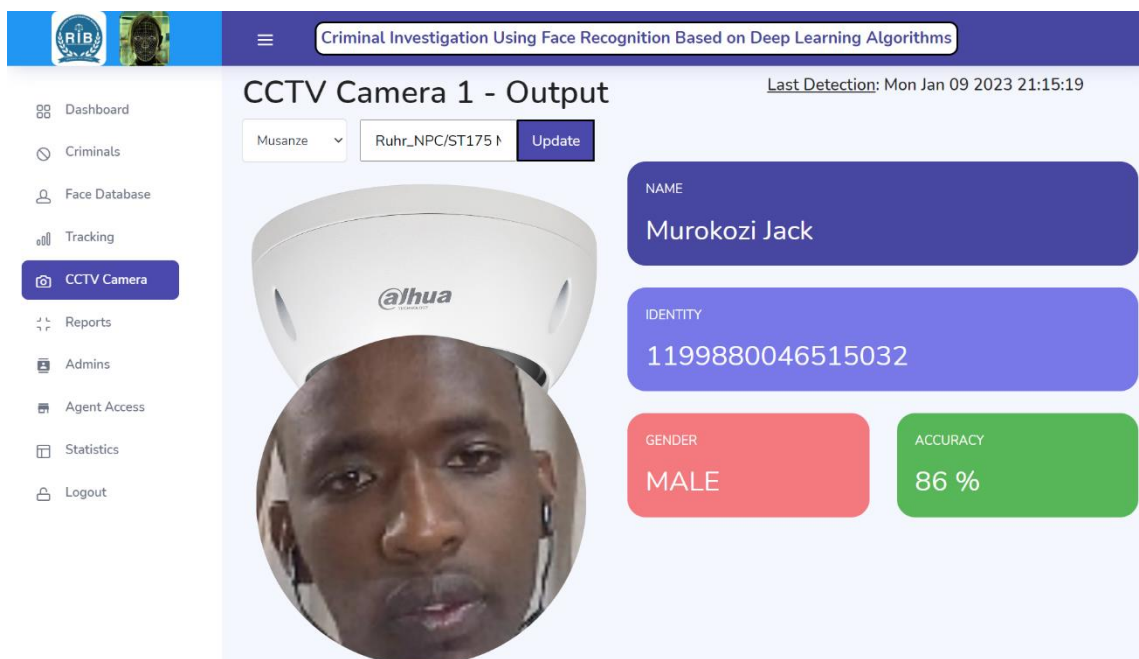 RIB
Criminal Investigation Using Face Recognition Based on Deep Learning Algorithms
CCTV Camera 1 - Output
Last Detection: Mon Jan 09 2023 21:15:19
Musanze
Ruhr_NPC/ST175
Update
Dashboard
Criminals
Face Database
Tracking
CCTV Camera
Reports
Admins
Agent Access
Statistics
Logout
alhua
TECHNOLOGY
NAME
Murokozi Jack
IDENTITY
1199880046515032
GENDER
MALE
ACCURACY
86 %